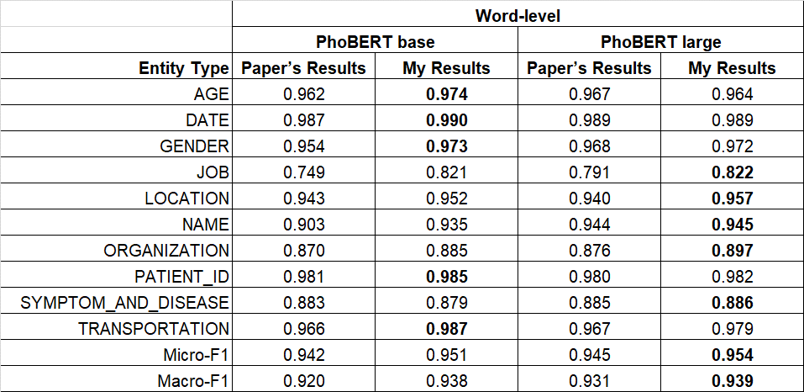 Word-level
PhoBERT base PhoBERT large
Entity Type Paper's Results My Results Paper's Results My Results
AGE 0.962 0.974 0.967 0.964
DATE 0.987 0.990 0.989 0.989
GENDER 0.954 0.973 0.968 0.972
JOB 0.749 0.821 0.791 0.822
LOCATION 0.943 0.952 0.940 0.957
NAME 0.903 0.935 0.944 0.945
ORGANIZATION 0.870 0.885 0.876 0.897
PATIENT_ID 0.981 0.985 0.980 0.982
SYMPTOM_AND_DISEASE 0.883 0.879 0.885 0.886
TRANSPORTATION 0.966 0.987 0.967 0.979
Micro-F1 0.942 0.951 0.945 0.954
Macro-F1 0.920 0.938 0.931 0.939